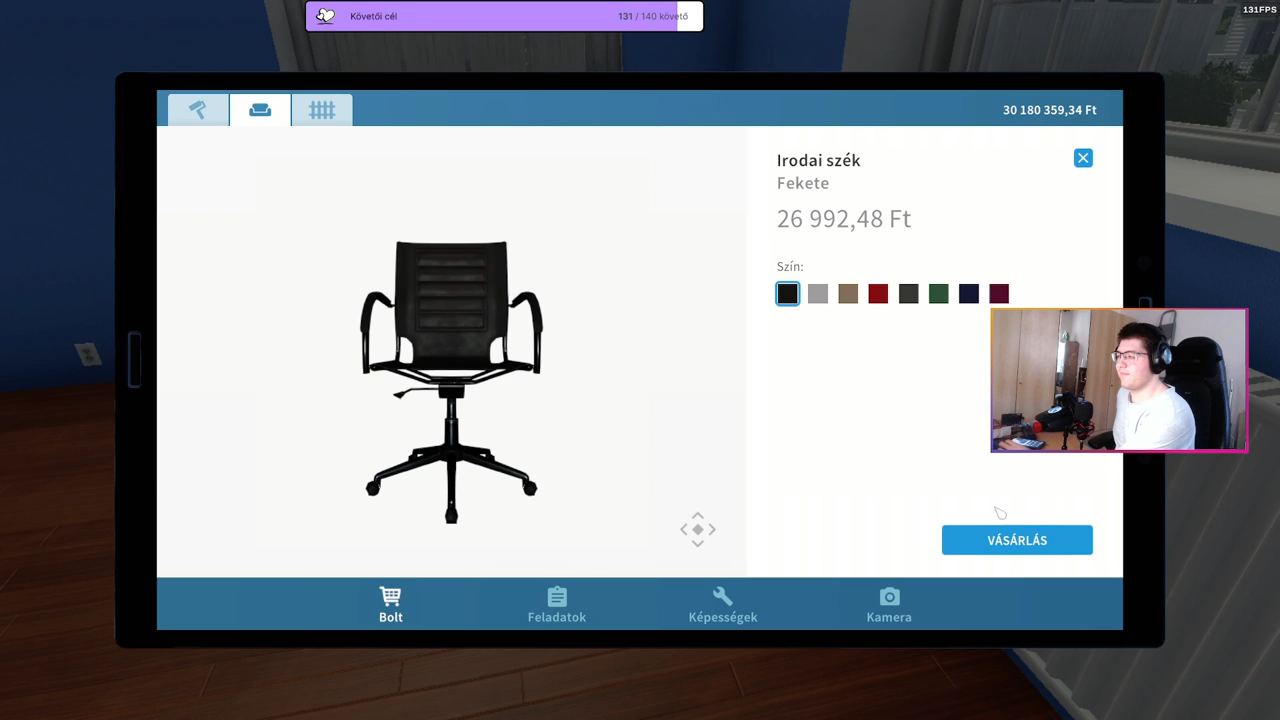 Követői cél 131 / 140 követő
131FPS
30 180 359,34 Ft
Irodai szék
Fekete
26 992,48 Ft
Szín:
VÁSÁRLÁS
Bolt Feladatok Képességek Kamera